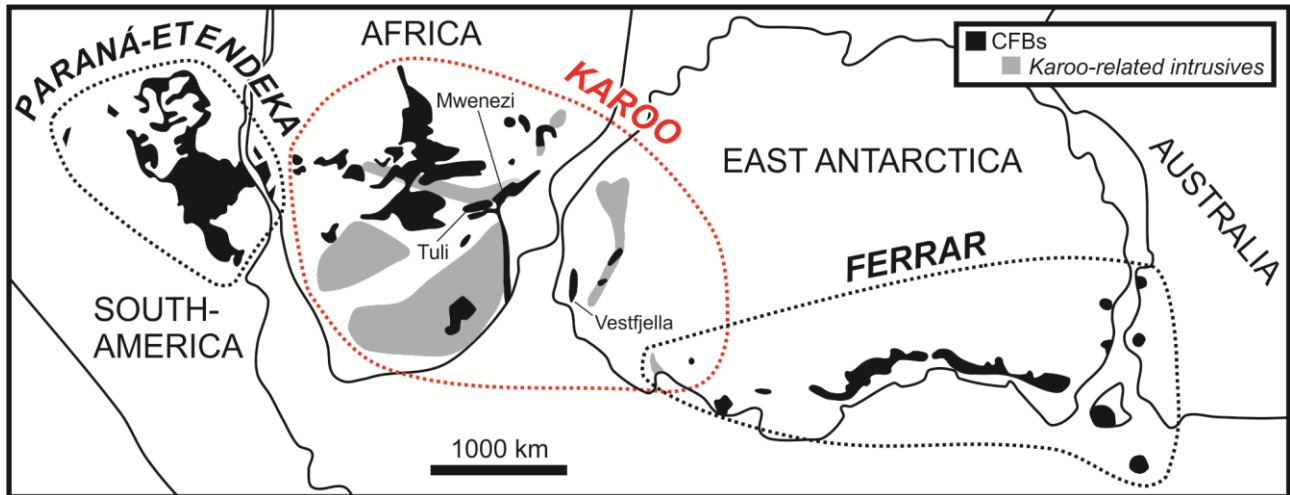 PARANÁ-ETENDEKA
AFRICA
Mwenezi
KAROO
CFBs
Karoo-related intrusives
EAST ANTARCTICA
AUSTRALIA
Tuli
FERRAR
Vestfjella
SOUTH-
AMERICA
1000 km